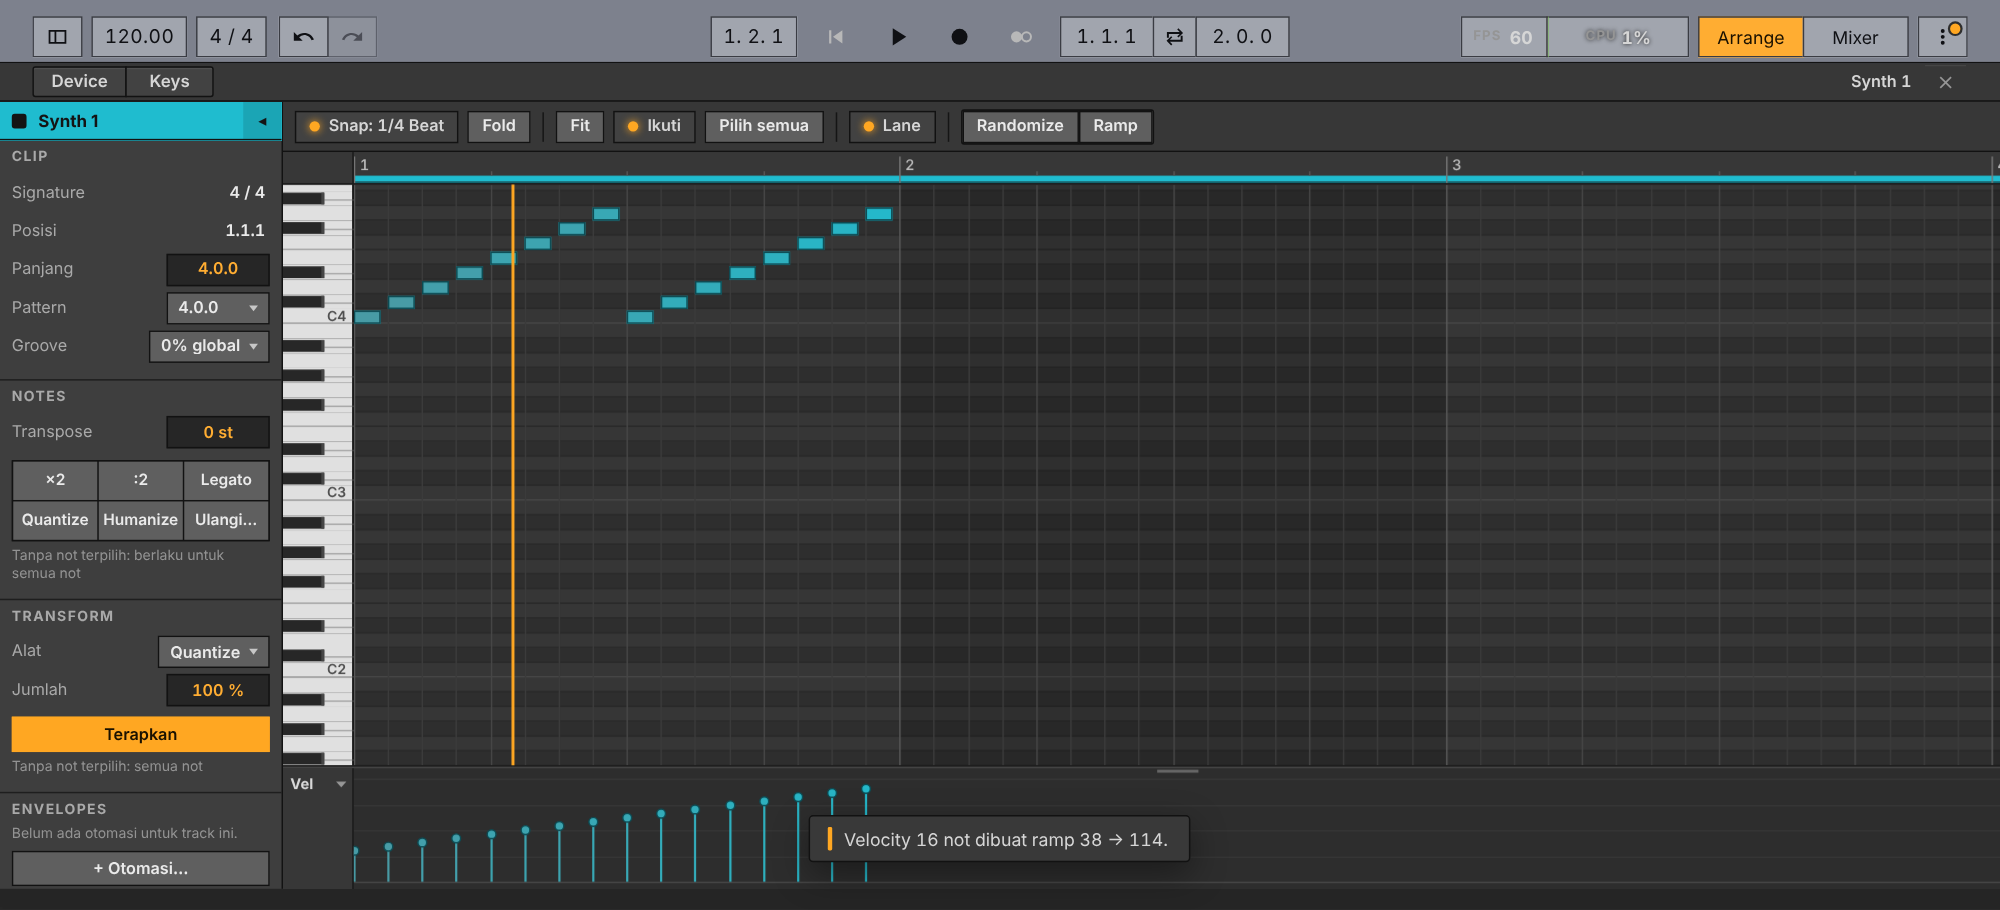 120.00
4 / 4
1. 2. 1
1. 1. 1
2. 0. 0
FPS 60
CPU 1%
Arrange
Mixer
Device
Keys
Synth 1
Synth 1
Snap: 1/4 Beat
Fold
Fit
Ikuti
Pilih semua
Lane
Randomize
Ramp
CLIP
Signature 4 / 4
Posisi 1.1.1
Panjang 4.0.0
Pattern 4.0.0
Groove 0% global
NOTES
Transpose 0 st
×2 :2 Legato
Quantize Humanize Ulangi...
Tanpa not terpilih: berlaku untuk
semua not
TRANSFORM
Alat Quantize
Jumlah 100 %
Terapkan
Tanpa not terpilih: semua not
ENVELOPES
Belum ada otomasi untuk track ini.
+ Otomasi...
1 2 3
C4
C3
C2
Vel
Velocity 16 not dibuat ramp 38 → 114.